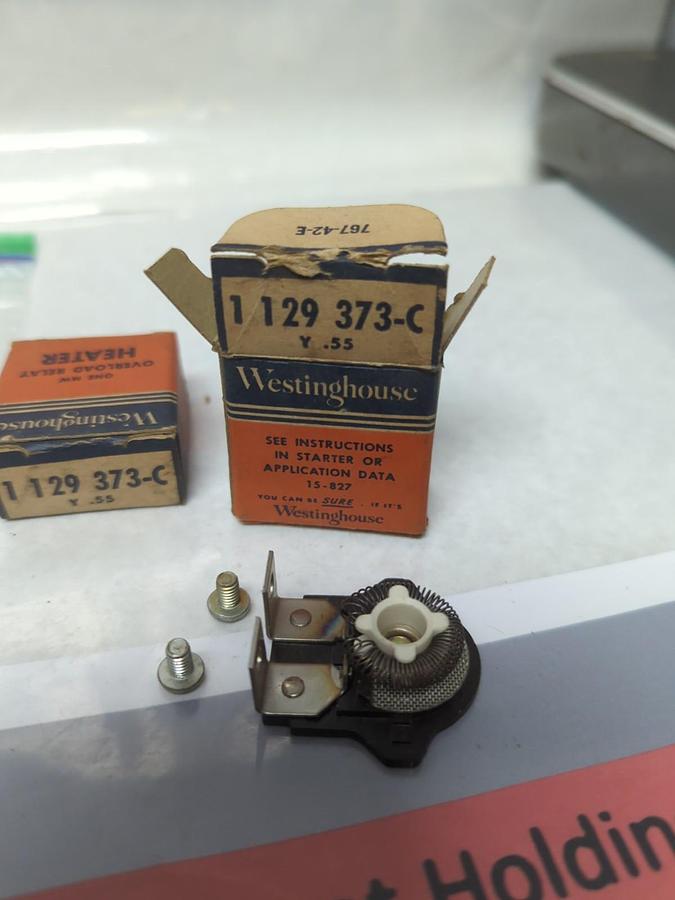 767-42-E
1 129 373-C
Y .55
Westinghouse
SEE INSTRUCTIONS
IN STARTER OR
APPLICATION DATA
15-827
YOU CAN BE SURE . IF IT'S
Westinghouse
ONE MW
OVERLOAD RELAY
HEATER
Westinghouse
1 129 373-C
Y .55
Holdin